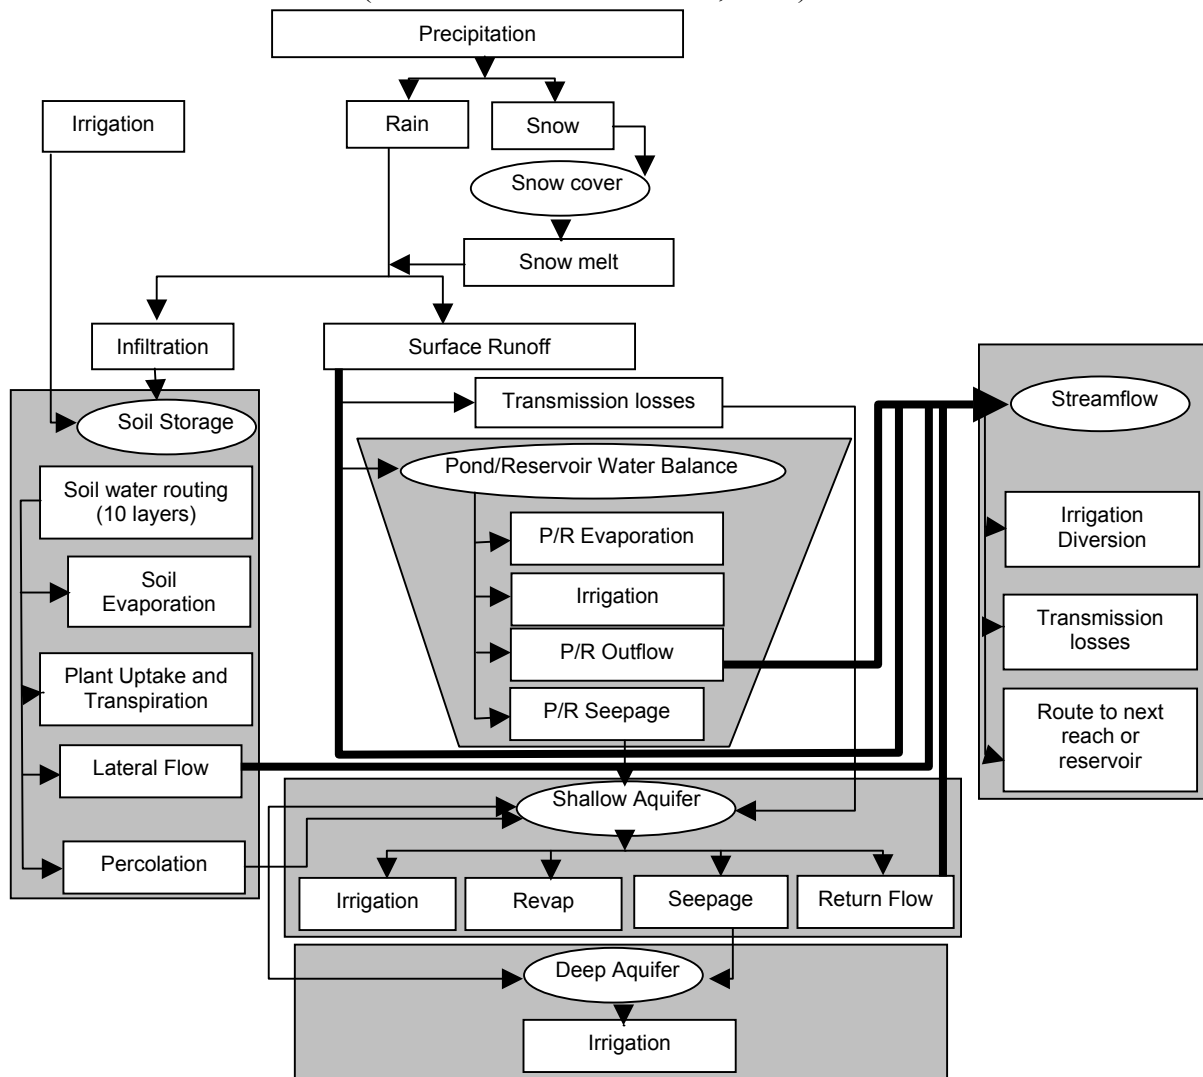 Precipitation
Irrigation
Rain
Snow
Snow cover
Snow melt
Infiltration
Surface Runoff
Transmission losses
Streamflow
Soil Storage
Pond/Reservoir Water Balance
Soil water routing
(10 layers)
P/R Evaporation
Irrigation
Diversion
Soil
Evaporation
Irrigation
Transmission
losses
P/R Outflow
Plant Uptake and
Transpiration
P/R Seepage
Route to next
reach or
reservoir
Lateral Flow
Shallow Aquifer
Percolation
Irrigation
Revap
Seepage
Return Flow
Deep Aquifer
Irrigation